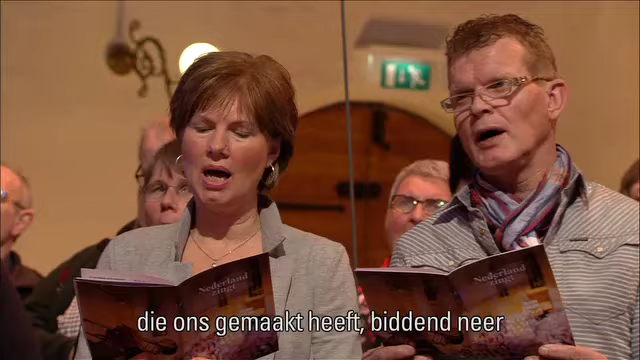 Nederland
zingt
Nederland
zingt
die ons gemaakt heeft, biddend neer